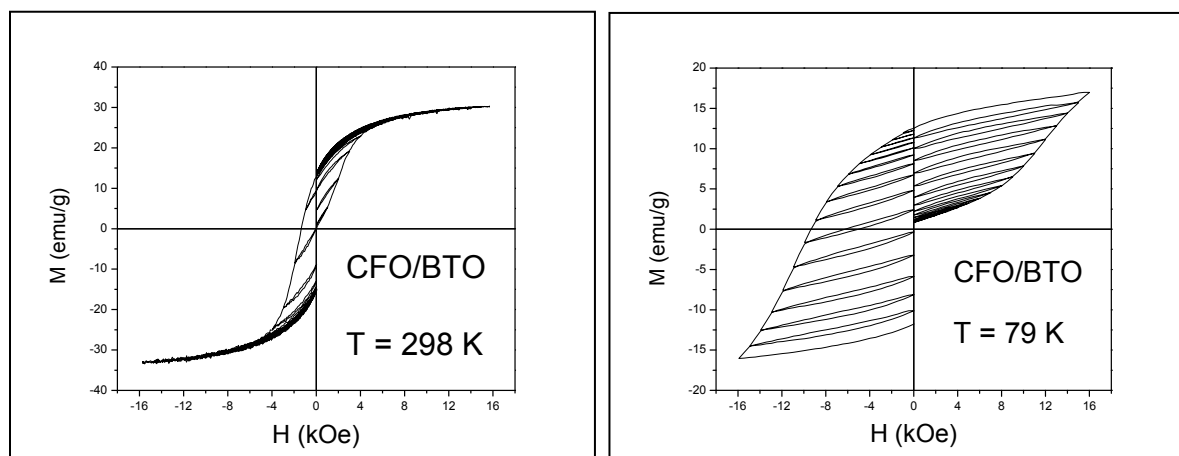 40
30
20
10
0
-10
-20
-30
-40
M (emu/g)
-16 -12 -8 -4 0 4 8 12 16
H (kOe)
CFO/BTO
T = 298 K
20
15
10
5
0
-5
-10
-15
-20
M (emu/g)
-16 -12 -8 -4 0 4 8 12 16
H (kOe)
CFO/BTO
T = 79 K